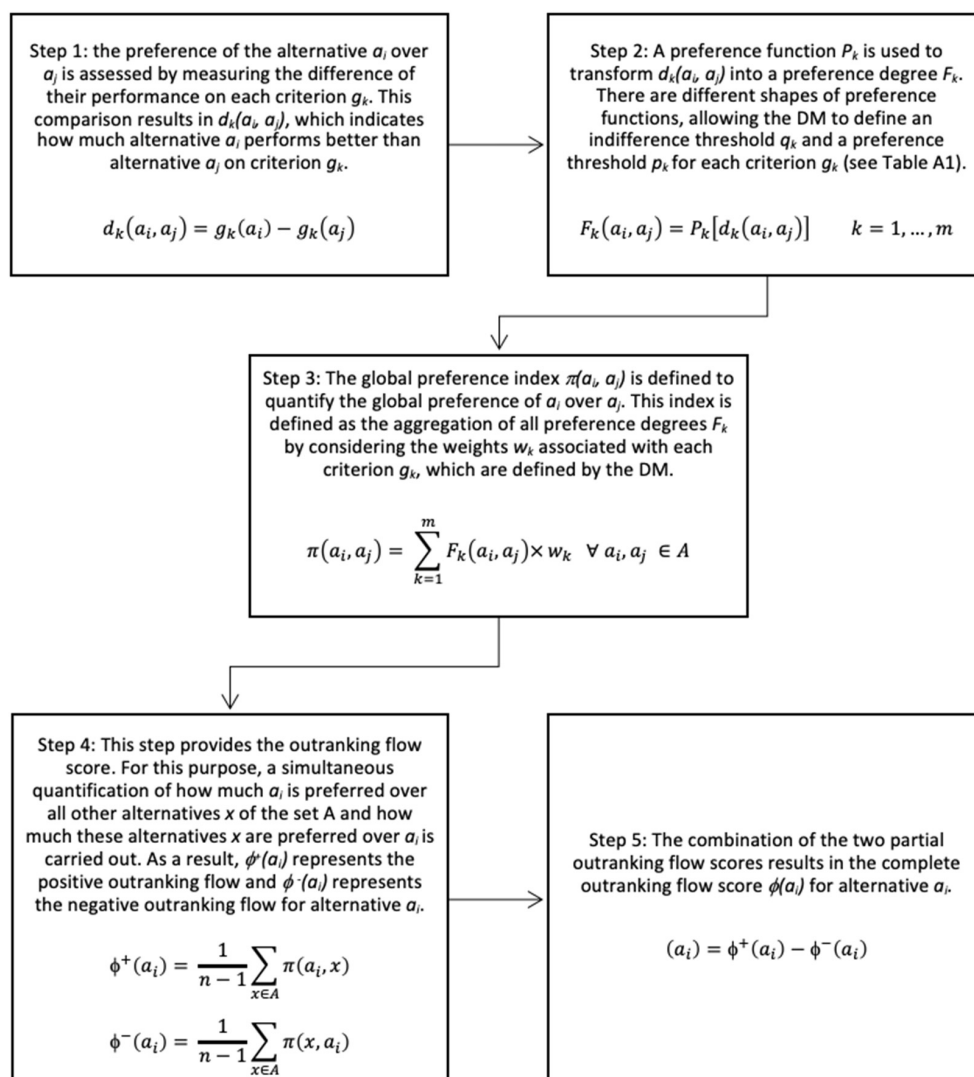 Step 1: the preference of the alternative aᵢ over
aⱼ is assessed by measuring the difference of
their performance on each criterion gₖ. This
comparison results in dₖ(aᵢ, aⱼ), which indicates
how much alternative aᵢ performs better than
alternative aⱼ on criterion gₖ.
dₖ(aᵢ, aⱼ) = gₖ(aᵢ) − gₖ(aⱼ)
Step 2: A preference function Pₖ is used to
transform dₖ(aᵢ, aⱼ) into a preference degree Fₖ.
There are different shapes of preference
functions, allowing the DM to define an
indifference threshold qₖ and a preference
threshold pₖ for each criterion gₖ (see Table A1).
Fₖ(aᵢ, aⱼ) = Pₖ[dₖ(aᵢ, aⱼ)] k = 1, …, m
Step 3: The global preference index π(aᵢ, aⱼ) is defined to
quantify the global preference of aᵢ over aⱼ. This index is
defined as the aggregation of all preference degrees Fₖ
by considering the weights wₖ associated with each
criterion gₖ, which are defined by the DM.
π(aᵢ, aⱼ) = ∑ₖ₌₁ᵐ Fₖ(aᵢ, aⱼ) × wₖ ∀ aᵢ, aⱼ ∈ A
Step 4: This step provides the outranking flow
score. For this purpose, a simultaneous
quantification of how much aᵢ is preferred over
all other alternatives x of the set A and how
much these alternatives x are preferred over aᵢ is
carried out. As a result, ϕ⁺(aᵢ) represents the
positive outranking flow and ϕ⁻(aᵢ) represents
the negative outranking flow for alternative aᵢ.
ϕ⁺(aᵢ) = 1/(n − 1) ∑ x∈A π(aᵢ, x)
ϕ⁻(aᵢ) = 1/(n − 1) ∑ x∈A π(x, aᵢ)
Step 5: The combination of the two partial
outranking flow scores results in the complete
outranking flow score ϕ(aᵢ) for alternative aᵢ.
(aᵢ) = ϕ⁺(aᵢ) − ϕ⁻(aᵢ)